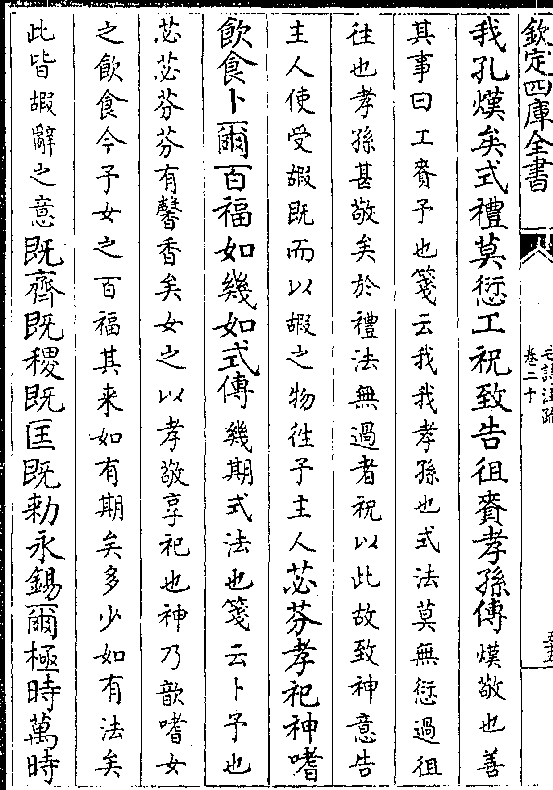 欽定四庫全書
毛詩注疏
卷二十
我孔熯矣式禮莫愆工祝致告徂賚孝孫傳熯敬也善
其事曰工賚予也箋云我我孝孫也式法莫無愆過徂
往也孝孫甚敬矣於禮法無過者祝以此故致神意告
主人使受嘏既而以嘏之物徃予主人苾芬孝祀神嗜
飲食卜爾百福如幾如式傳幾期式法也箋云卜予也
苾苾芬芬有馨香矣女之以孝敬享祀也神乃歆嗜女
之飲食今予女之百福其来如有期矣多少如有法矣
此皆嘏辭之意既齊既稷既匡既勅永錫爾極時萬時